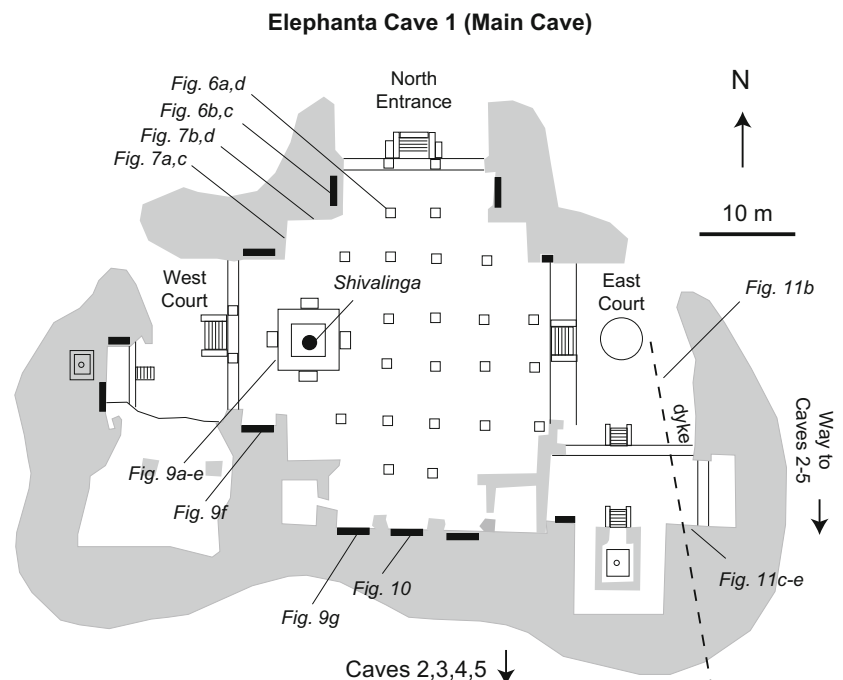 Elephanta Cave 1 (Main Cave)
Fig. 6a,d
Fig. 6b,c
Fig. 7b,d
Fig. 7a,c
North
Entrance
N
10 m
West
Court
Shivalinga
East
Court
Fig. 11b
dyke
Way to
Caves 2-5
Fig. 9a-e
Fig. 9f
Fig. 10
Fig. 9g
Fig. 11c-e
Caves 2,3,4,5